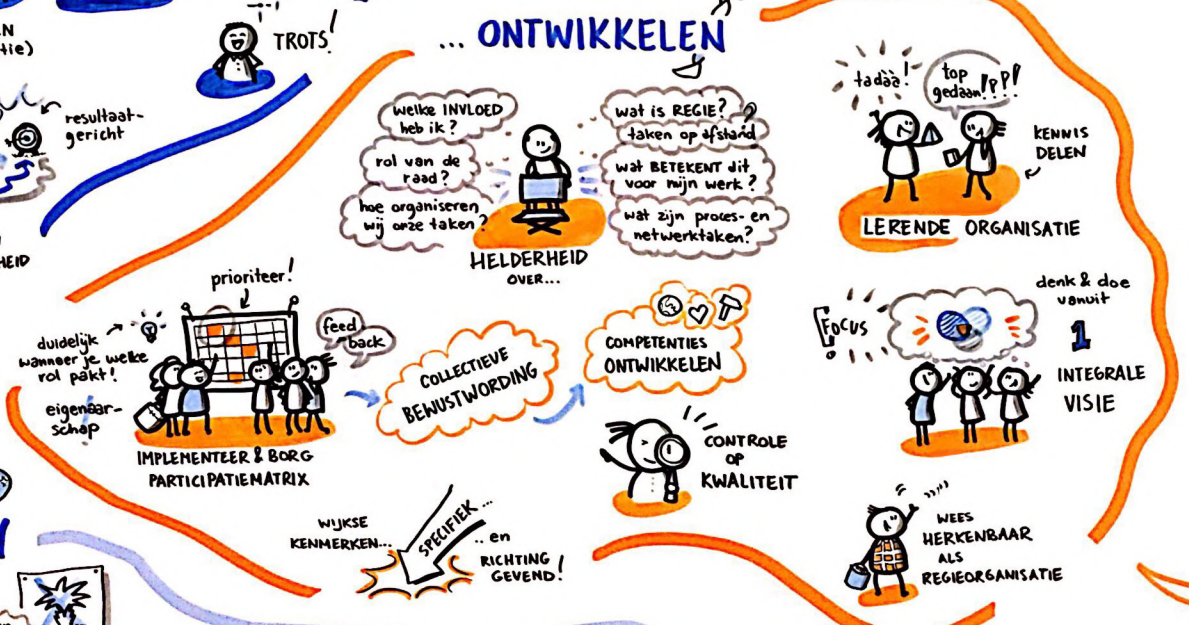 N
tie)
TROTS!
resultaat-
gericht
HEID
... ONTWIKKELEN
welke INVLOED
heb ik?
rol van de
raad?
hoe organiseren
wij onze taken?
wat is REGIE?
taken op afstand
wat BETEKENT dit
voor mijn werk?
wat zijn proces- en
netwerktaken?
HELDERHEID
OVER...
tadaa!
top
gedaan!?!?!
KENNIS
DELEN
LERENDE ORGANISATIE
prioriteer!
duidelijk
wanneer je welke
rol pakt!
eigenaar-
schap
feed
back
IMPLEMENTEER & BORG
PARTICIPATIEMATRIX
COLLECTIEVE
BEWUSTWORDING
COMPETENTIES
ONTWIKKELEN
FOCUS
denk & doe
vanuit
1
INTEGRALE
VISIE
CONTROLE
OP
KWALITEIT
WIJKSE
KENMERKEN...
SPECIFIEK...
.. en
RICHTING
GEVEND!
WEES
HERKENBAAR
ALS
REGIEORGANISATIE